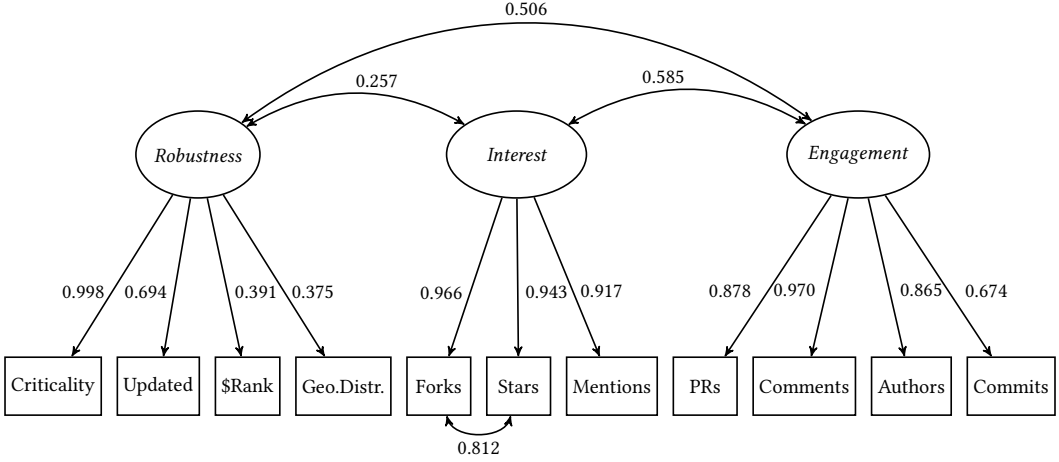 0.506
0.257
0.585
Robustness
Interest
Engagement
0.998 0.694 0.391 0.375
0.966 0.943 0.917
0.878 0.970 0.865 0.674
Criticality
Updated
$Rank
Geo.Distr.
Forks
Stars
Mentions
PRs
Comments
Authors
Commits
0.812